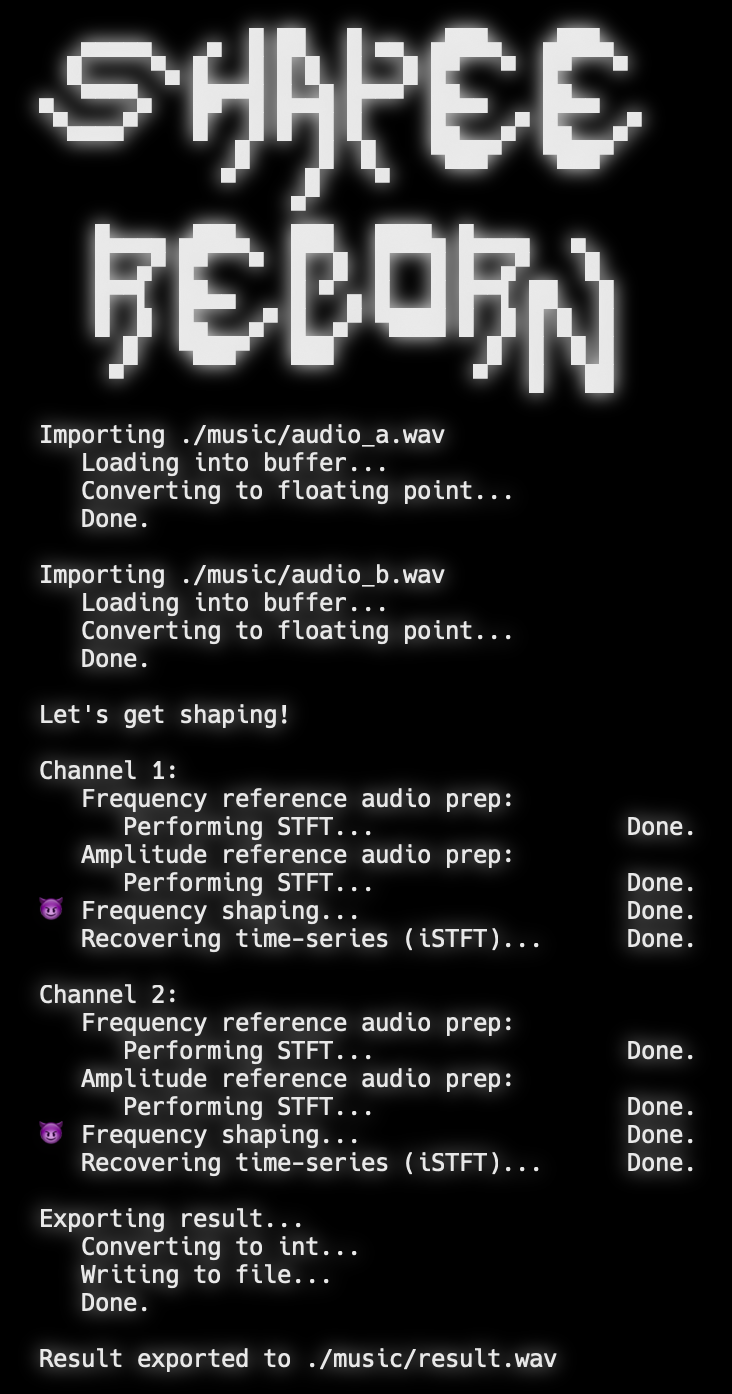 SHAPEE
REBORN
Importing ./music/audio_a.wav
Loading into buffer...
Converting to floating point...
Done.
Importing ./music/audio_b.wav
Loading into buffer...
Converting to floating point...
Done.
Let's get shaping!
Channel 1:
Frequency reference audio prep:
Performing STFT... Done.
Amplitude reference audio prep:
Performing STFT... Done.
😈 Frequency shaping... Done.
Recovering time-series (iSTFT)... Done.
Channel 2:
Frequency reference audio prep:
Performing STFT... Done.
Amplitude reference audio prep:
Performing STFT... Done.
😈 Frequency shaping... Done.
Recovering time-series (iSTFT)... Done.
Exporting result...
Converting to int...
Writing to file...
Done.
Result exported to ./music/result.wav